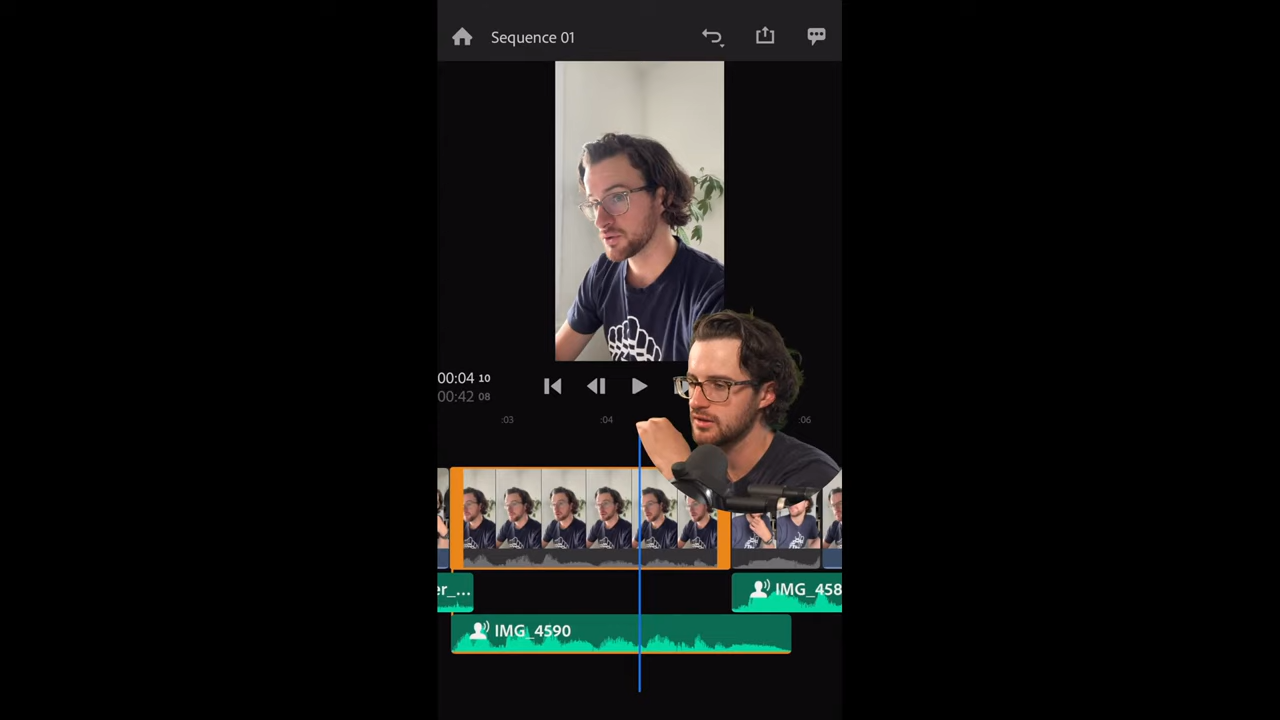 Sequence 01
00:04 10
00:42 08
:03
:04
:06
er_...
IMG_458
IMG_4590